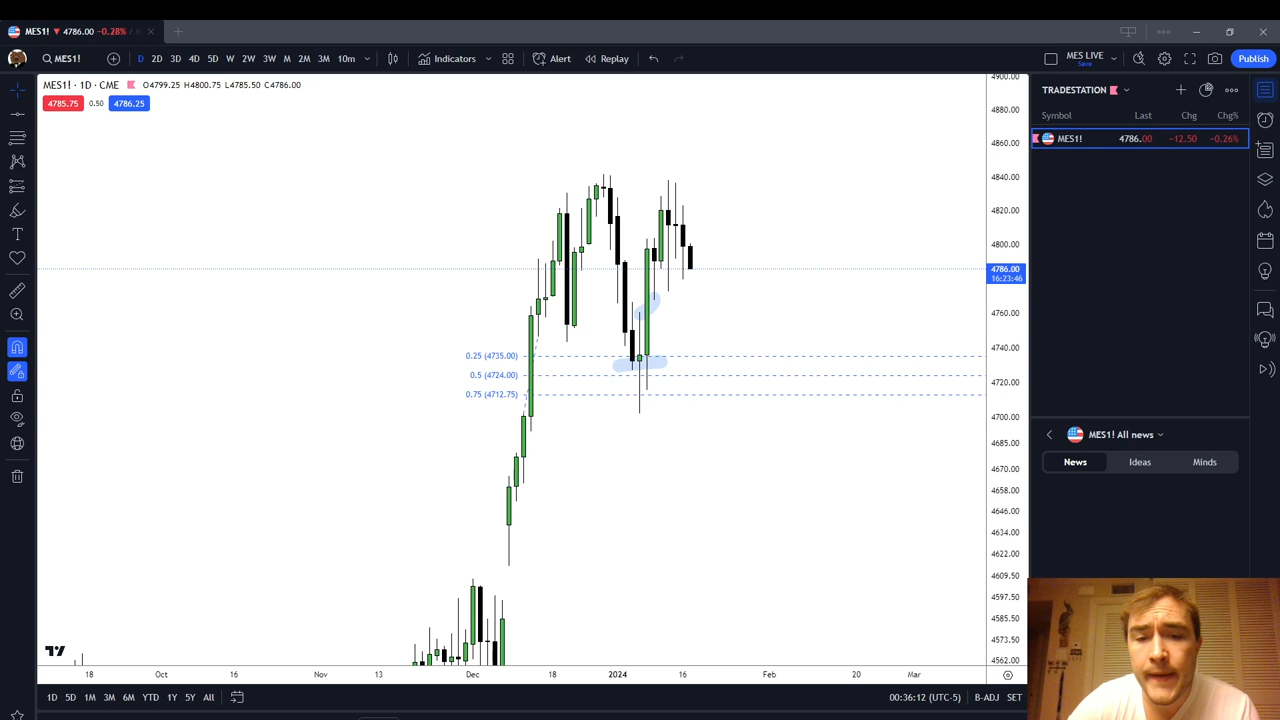 MES1! 4786.00 -0.28% /
MES1! D 2D 3D 4D 5D W 2W 3W M 2M 3M 10m Indicators Alert Replay MES LIVE Save Publish
MES1! · 1D · CME O4799.25 H4800.75 L4785.50 C4786.00
4785.75 0.50 4786.25
TRADESTATION
Symbol Last Chg Chg%
MES1! 4786.00 −12.50 −0.26%
4900.00
4880.00
4860.00
4840.00
4820.00
4800.00
4786.00
16:23:46
4760.00
4740.00
4720.00
4700.00
4685.00
4670.00
4658.00
4646.00
4634.00
4622.00
4609.50
4597.50
4585.50
4573.50
4562.00
0.25 (4735.00)
0.5 (4724.00)
0.75 (4712.75)
MES1! All news
News Ideas Minds
18 Oct 16 Nov 13 Dec 18 2024 16 Feb 20 Mar
1D 5D 1M 3M 6M YTD 1Y 5Y All 00:36:12 (UTC-5) B-ADJ SET